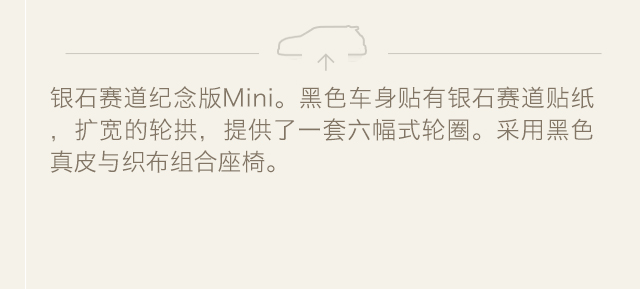 银石赛道纪念版Mini。黑色车身贴有银石赛道贴纸
，扩宽的轮拱，提供了一套六幅式轮圈。采用黑色
真皮与织布组合座椅。